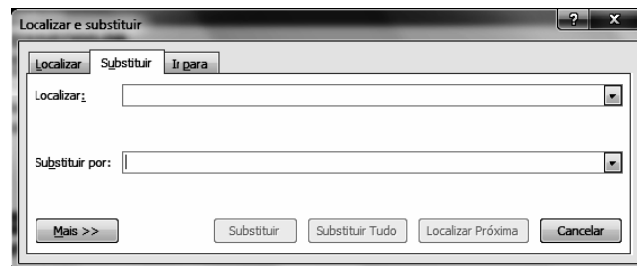 Localizar e substituir
? X
Localizar Substituir Ir para
Localizar:
Substituir por:
Mais >> Substituir Substituir Tudo Localizar Próxima Cancelar